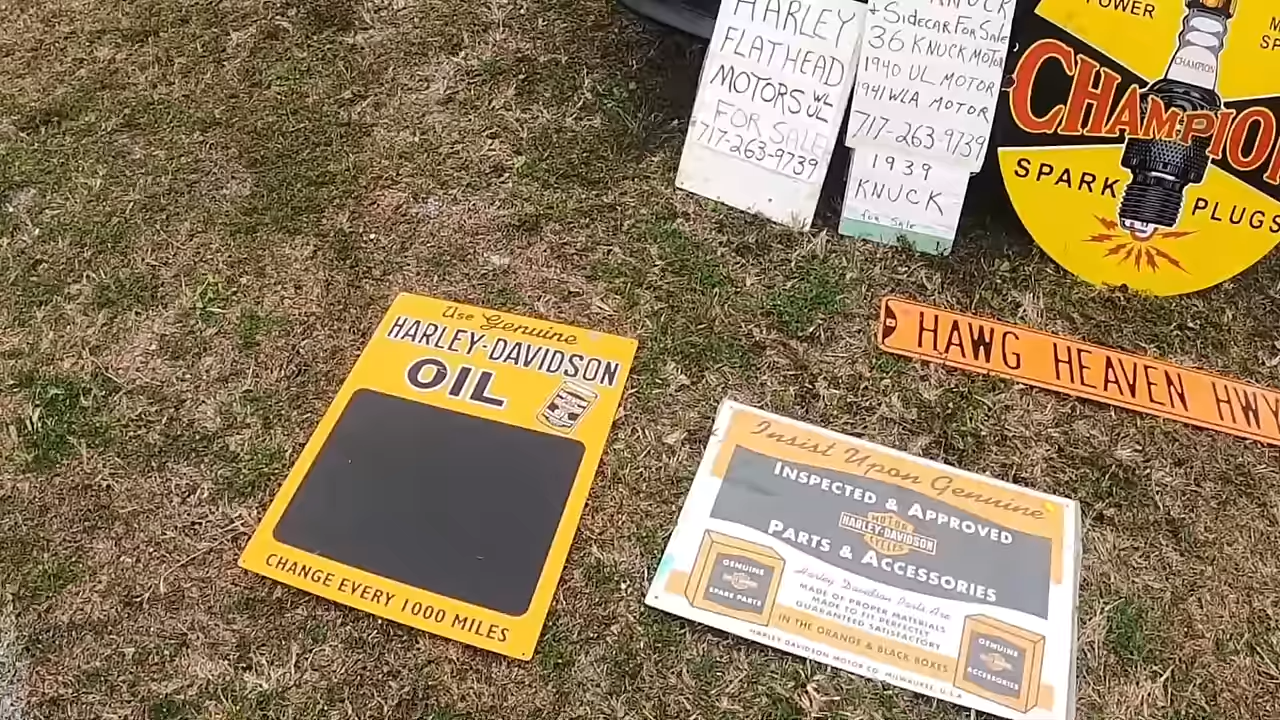 HARLEY
FLATHEAD
MOTORS WL
UL
FOR SALE
717-263-9739
KNUCK
+ Sidecar For Sale
36 KNUCK MOTOR
1940 UL MOTOR
1941 WLA MOTOR
717-263-9739
1939
KNUCK
for Sale
POWER
CHAMPION
CHAMPION
SPARK PLUGS
HAWG HEAVEN HWY
Use Genuine
HARLEY-DAVIDSON
OIL
CHANGE EVERY 1000 MILES
Insist Upon Genuine
INSPECTED & APPROVED
MOTOR
HARLEY-DAVIDSON
CYCLES
PARTS & ACCESSORIES
GENUINE
SPARE PARTS
Harley Davidson Parts Are
MADE OF PROPER MATERIALS
MADE TO FIT PERFECTLY
GUARANTEED SATISFACTORY
IN THE ORANGE & BLACK BOXES
HARLEY-DAVIDSON MOTOR CO. MILWAUKEE, U.S.A.
GENUINE
ACCESSORIES